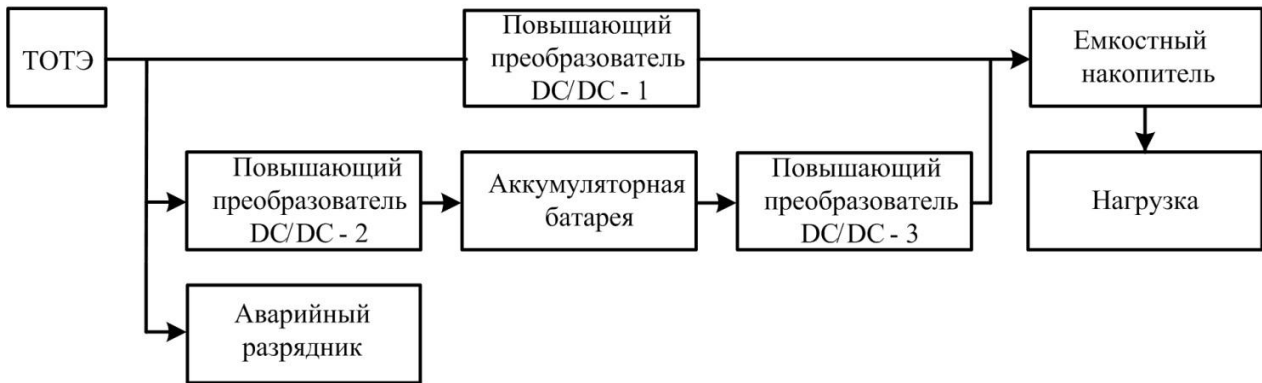 ТОТЭ
Повышающий
преобразователь
DC/DC - 1
Емкостный
накопитель
Повышающий
преобразователь
DC/DC - 2
Аккумуляторная
батарея
Повышающий
преобразователь
DC/DC - 3
Нагрузка
Аварийный
разрядник